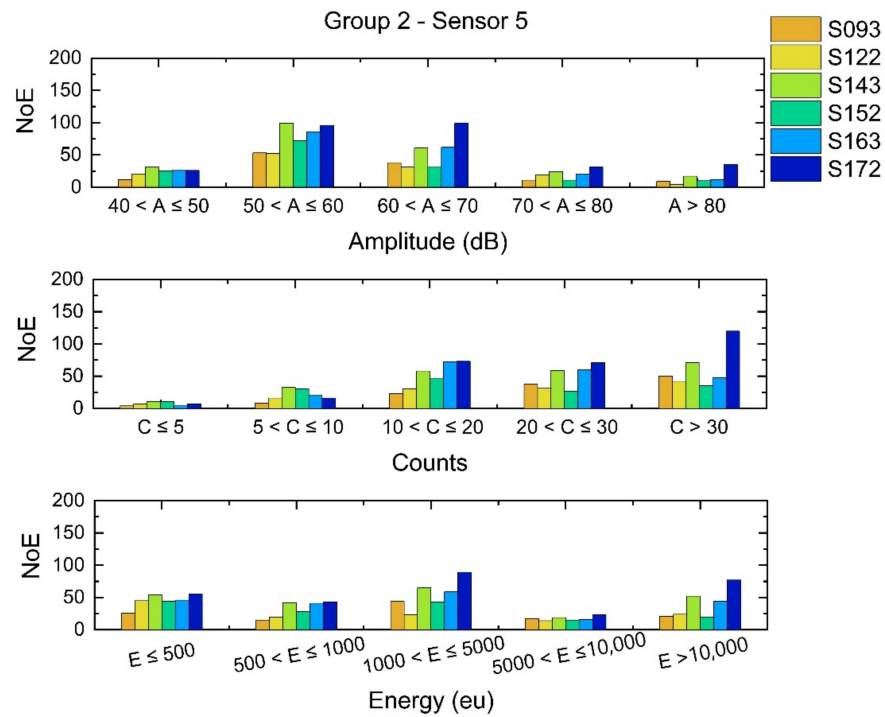 Group 2 - Sensor 5
S093
S122
S143
S152
S163
S172
200
150
100
50
0
NoE
40 < A ≤ 50
50 < A ≤ 60
60 < A ≤ 70
70 < A ≤ 80
A > 80
Amplitude (dB)
200
150
100
50
0
NoE
C ≤ 5
5 < C ≤ 10
10 < C ≤ 20
20 < C ≤ 30
C > 30
Counts
200
150
100
50
0
NoE
E ≤ 500
500 < E ≤ 1000
1000 < E ≤ 5000
5000 < E ≤10,000
E >10,000
Energy (eu)